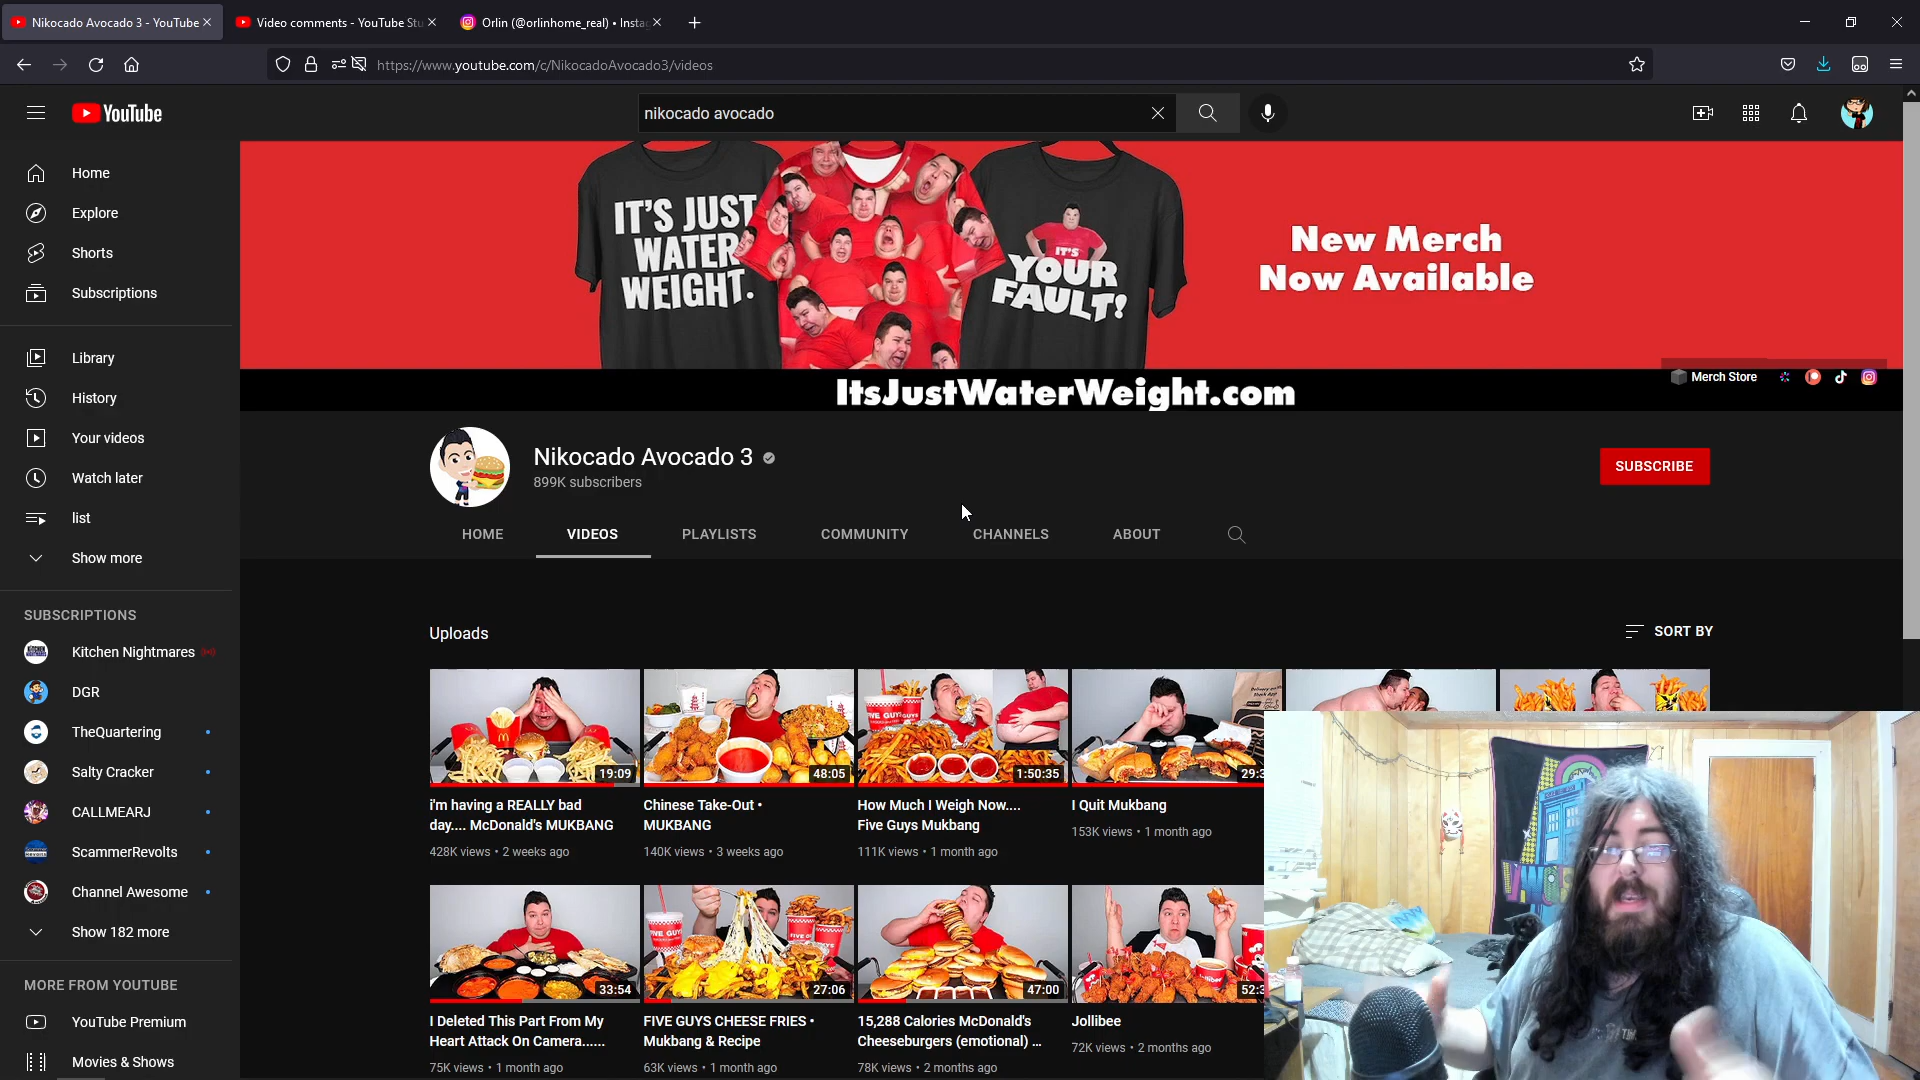 Nikocado Avocado 3 - YouTube
Video comments - YouTube Stu
Orlin (@orlinhome_real) • Insta
https://www.youtube.com/c/NikocadoAvocado3/videos
YouTube
nikocado avocado
Home
Explore
Shorts
Subscriptions
Library
History
Your videos
Watch later
list
Show more
SUBSCRIPTIONS
Kitchen Nightmares
DGR
TheQuartering
Salty Cracker
CALLMEARJ
ScammerRevolts
Channel Awesome
Show 182 more
MORE FROM YOUTUBE
YouTube Premium
Movies & Shows
IT'S JUST
WATER
WEIGHT.
IT'S
YOUR
FAULT!
New Merch
Now Available
ItsJustWaterWeight.com
Merch Store
Nikocado Avocado 3
899K subscribers
SUBSCRIBE
HOME
VIDEOS
PLAYLISTS
COMMUNITY
CHANNELS
ABOUT
Uploads
SORT BY
19:09
i'm having a REALLY bad
day.... McDonald's MUKBANG
428K views • 2 weeks ago
48:05
Chinese Take-Out •
MUKBANG
140K views • 3 weeks ago
FIVE GUYS
1:50:35
How Much I Weigh Now....
Five Guys Mukbang
111K views • 1 month ago
29:3
I Quit Mukbang
153K views • 1 month ago
33:54
I Deleted This Part From My
Heart Attack On Camera......
75K views • 1 month ago
FIVE GUYS
27:06
FIVE GUYS CHEESE FRIES •
Mukbang & Recipe
63K views • 1 month ago
47:00
15,288 Calories McDonald's
Cheeseburgers (emotional) ...
78K views • 2 months ago
52:3
Jollibee
72K views • 2 months ago